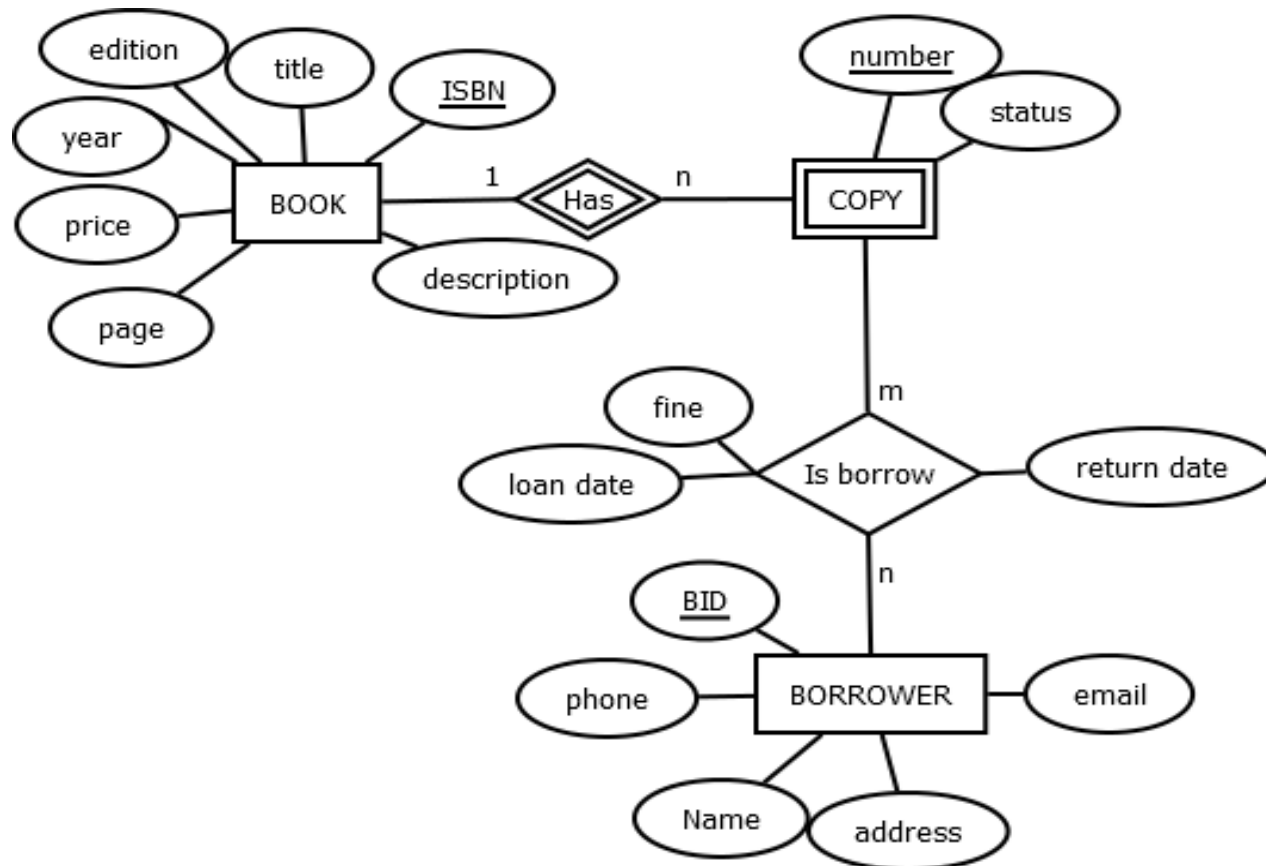 edition
title
ISBN
number
year
status
BOOK
1
Has
n
COPY
price
description
page
m
fine
loan date
Is borrow
return date
n
BID
phone
BORROWER
email
Name
address